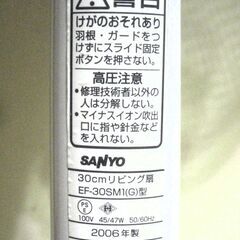 警告
けがのおそれあり
羽根・ガードをつ
けずにスライド固定
ボタンを押さない。
高圧注意
●修理技術者以外の
人は分解しない。
●マイナスイオン吹出
口に指や針金など
を入れない。
SANYO
30cmリビング扇
EF-30SM1(G)型
PS
E
100V 45/47W 50/60Hz
2006年製